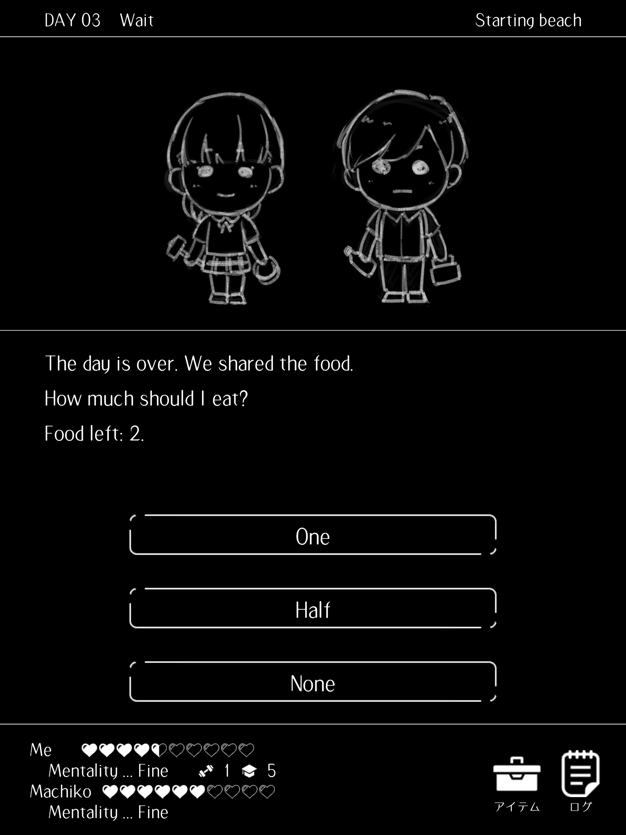 DAY 03 Wait Starting beach
The day is over. We shared the food.
How much should I eat?
Food left: 2.
One
Half
None
Me
Mentality ... Fine 1 5
Machiko
Mentality ... Fine
アイテム ログ